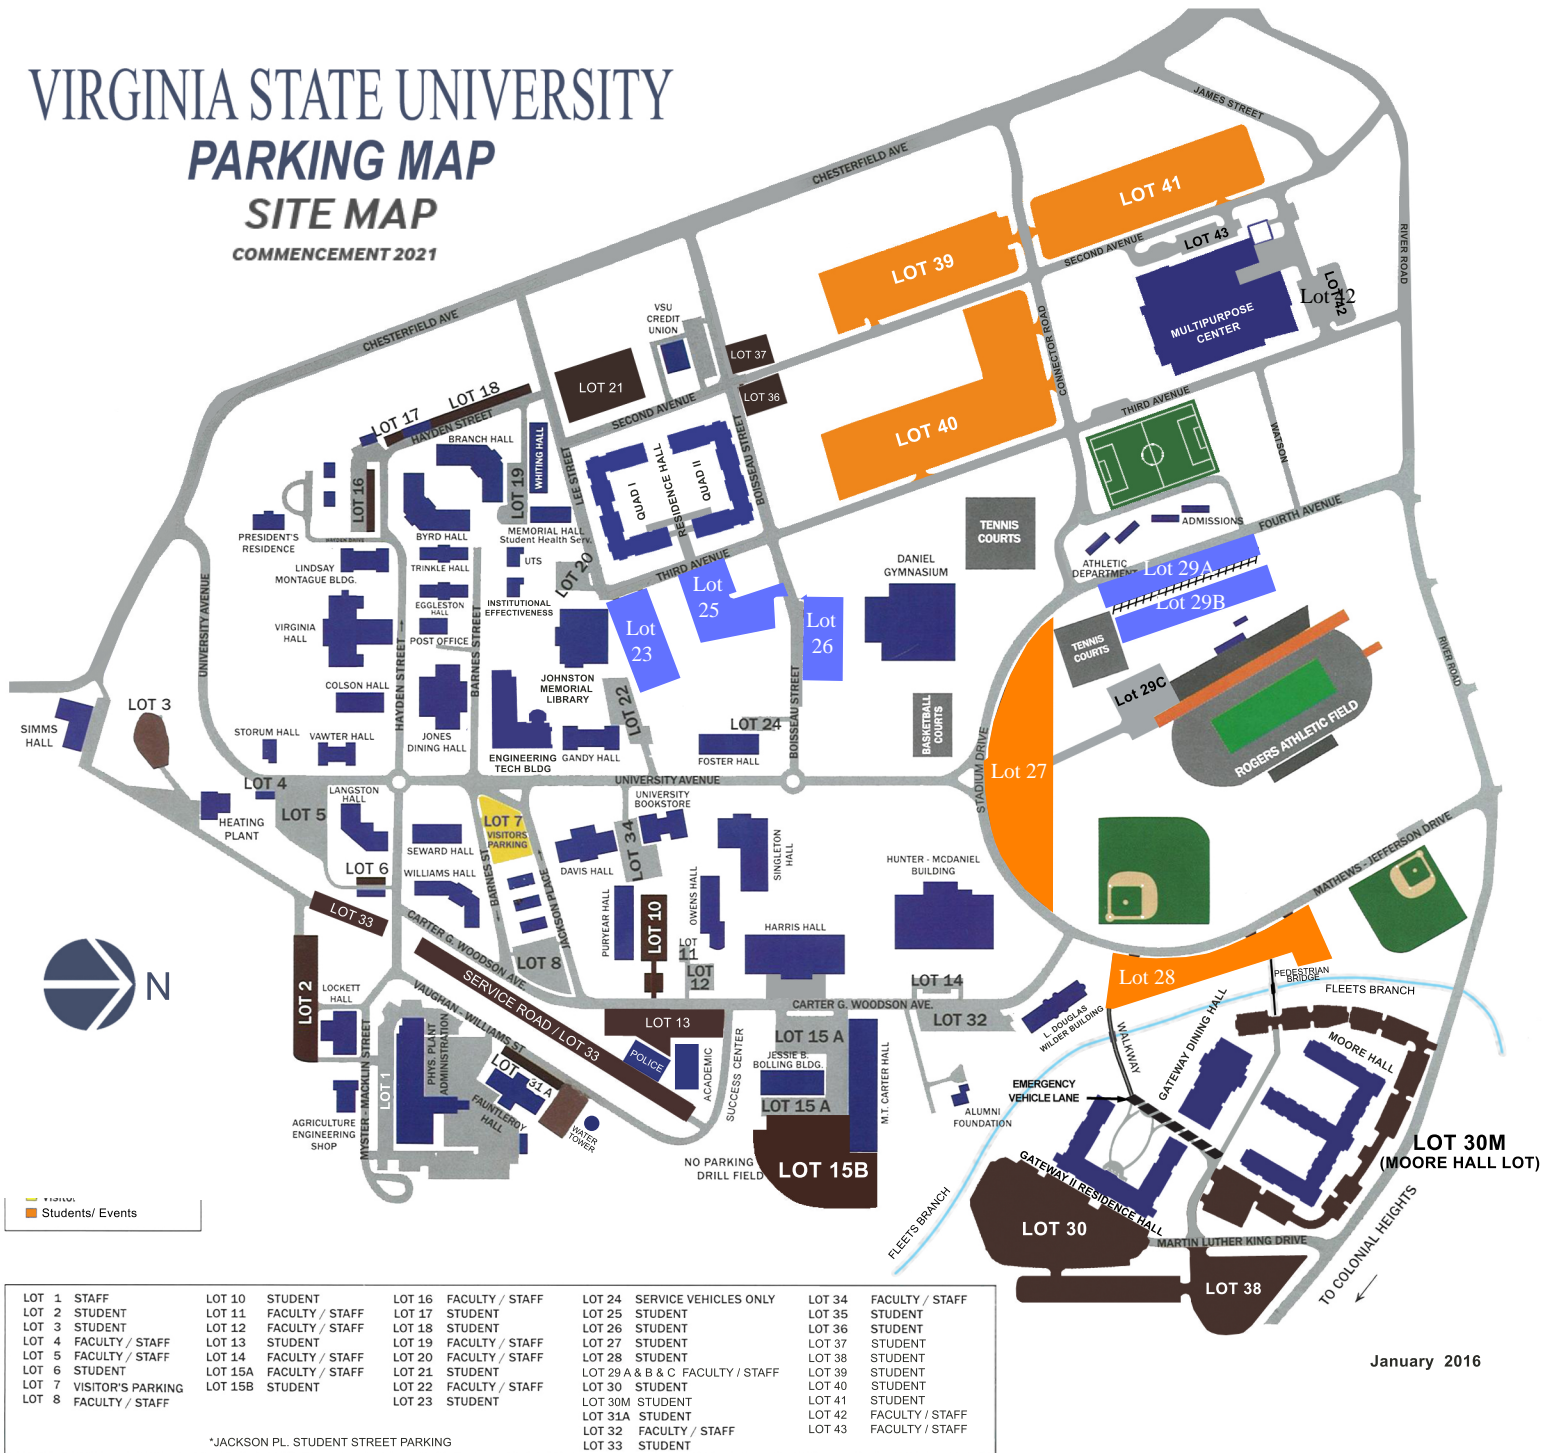 VIRGINIA STATE UNIVERSITY
PARKING MAP
SITE MAP
COMMENCEMENT 2021
JAMES STREET
CHESTERFIELD AVE
LOT 41
RIVER ROAD
SECOND AVENUE
LOT 43
LOT 39
LOT 42
Lot 42
MULTIPURPOSE
CENTER
CONNECTOR ROAD
CHESTERFIELD AVE
VSU
CREDIT
UNION
LOT 37
LOT 21
LOT 36
SECOND AVENUE
LOT 18
LOT 17
HAYDEN STREET
LOT 40
THIRD AVENUE
WATSON
BRANCH HALL
WHITING HALL
LEE STREET
QUAD I
RESIDENCE HALL
QUAD II
BOISSEAU STREET
LOT 16
LOT 19
PRESIDENT'S
RESIDENCE
HAYDEN DRIVE
BYRD HALL
MEMORIAL HALL
Student Health Serv.
TENNIS
COURTS
ADMISSIONS
FOURTH AVENUE
LINDSAY
MONTAGUE BLDG.
TRINKLE HALL
UTS
LOT 20
THIRD AVENUE
DANIEL
GYMNASIUM
ATHLETIC
DEPARTMENT
Lot 29A
Lot 29B
UNIVERSITY AVENUE
EGGLESTON
HALL
INSTITUTIONAL
EFFECTIVENESS
Lot
25
Lot
23
Lot
26
VIRGINIA
HALL
POST OFFICE
HAYDEN STREET
BARNES STREET
TENNIS
COURTS
RIVER ROAD
COLSON HALL
JOHNSTON
MEMORIAL
LIBRARY
LOT 22
BOISSEAU STREET
Lot 29C
LOT 3
SIMMS
HALL
STORUM HALL
VAWTER HALL
JONES
DINING HALL
ENGINEERING
TECH BLDG
GANDY HALL
LOT 24
FOSTER HALL
BASKETBALL
COURTS
STADIUM DRIVE
Lot 27
ROGERS ATHLETIC FIELD
UNIVERSITY AVENUE
LOT 4
LOT 5
LANGSTON
HALL
HEATING
PLANT
LOT 7
VISITORS
PARKING
UNIVERSITY
BOOKSTORE
LOT 34
SEWARD HALL
BARNES ST.
JACKSON PLACE
DAVIS HALL
SINGLETON
HALL
HUNTER - MCDANIEL
BUILDING
MATHEWS - JEFFERSON DRIVE
LOT 6
WILLIAMS HALL
LOT 33
CARTER G. WOODSON AVE.
PURYEAR HALL
LOT 10
OWENS HALL
LOT
11
LOT
12
HARRIS HALL
LOT 8
LOT 14
Lot 28
PEDESTRIAN
BRIDGE
FLEETS BRANCH
N
LOT 2
LOCKETT
HALL
VAUGHAN - WILLIAMS ST
SERVICE ROAD / LOT 33
CARTER G. WOODSON AVE.
LOT 32
L. DOUGLAS
WILDER BUILDING
WALKWAY
GATEWAY DINING HALL
MOORE HALL
LOT 13
LOT 15 A
JESSIE B.
BOLLING BLDG.
POLICE
ACADEMIC
SUCCESS CENTER
M.T. CARTER HALL
LOT 15 A
MYSTER - MACKLIN STREET
LOT 1
PHYS. PLANT
ADMINISTRATION
LOT
31 A
FAUNTLEROY
HALL
WATER
TOWER
AGRICULTURE
ENGINEERING
SHOP
EMERGENCY
VEHICLE LANE
ALUMNI
FOUNDATION
NO PARKING
DRILL FIELD
LOT 15B
GATEWAY II RESIDENCE HALL
LOT 30M
(MOORE HALL LOT)
FLEETS BRANCH
LOT 30
MARTIN LUTHER KING DRIVE
LOT 38
TO COLONIAL HEIGHTS
Visitor
Students/ Events
LOT 1 STAFF
LOT 2 STUDENT
LOT 3 STUDENT
LOT 4 FACULTY / STAFF
LOT 5 FACULTY / STAFF
LOT 6 STUDENT
LOT 7 VISITOR'S PARKING
LOT 8 FACULTY / STAFF
LOT 10 STUDENT
LOT 11 FACULTY / STAFF
LOT 12 FACULTY / STAFF
LOT 13 STUDENT
LOT 14 FACULTY / STAFF
LOT 15A FACULTY / STAFF
LOT 15B STUDENT
LOT 16 FACULTY / STAFF
LOT 17 STUDENT
LOT 18 STUDENT
LOT 19 FACULTY / STAFF
LOT 20 FACULTY / STAFF
LOT 21 STUDENT
LOT 22 FACULTY / STAFF
LOT 23 STUDENT
LOT 24 SERVICE VEHICLES ONLY
LOT 25 STUDENT
LOT 26 STUDENT
LOT 27 STUDENT
LOT 28 STUDENT
LOT 29 A & B & C FACULTY / STAFF
LOT 30 STUDENT
LOT 30M STUDENT
LOT 31A STUDENT
LOT 32 FACULTY / STAFF
LOT 33 STUDENT
LOT 34 FACULTY / STAFF
LOT 35 STUDENT
LOT 36 STUDENT
LOT 37 STUDENT
LOT 38 STUDENT
LOT 39 STUDENT
LOT 40 STUDENT
LOT 41 STUDENT
LOT 42 FACULTY / STAFF
LOT 43 FACULTY / STAFF
*JACKSON PL. STUDENT STREET PARKING
January 2016